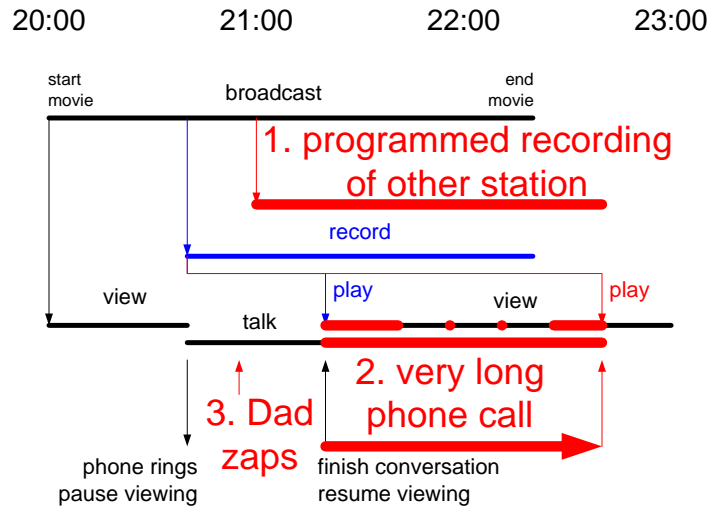 20:00 21:00 22:00 23:00
start
movie
broadcast
end
movie
1. programmed recording
of other station
record
view
play
view
play
talk
2. very long
phone call
3. Dad
zaps
phone rings
pause viewing
finish conversation
resume viewing